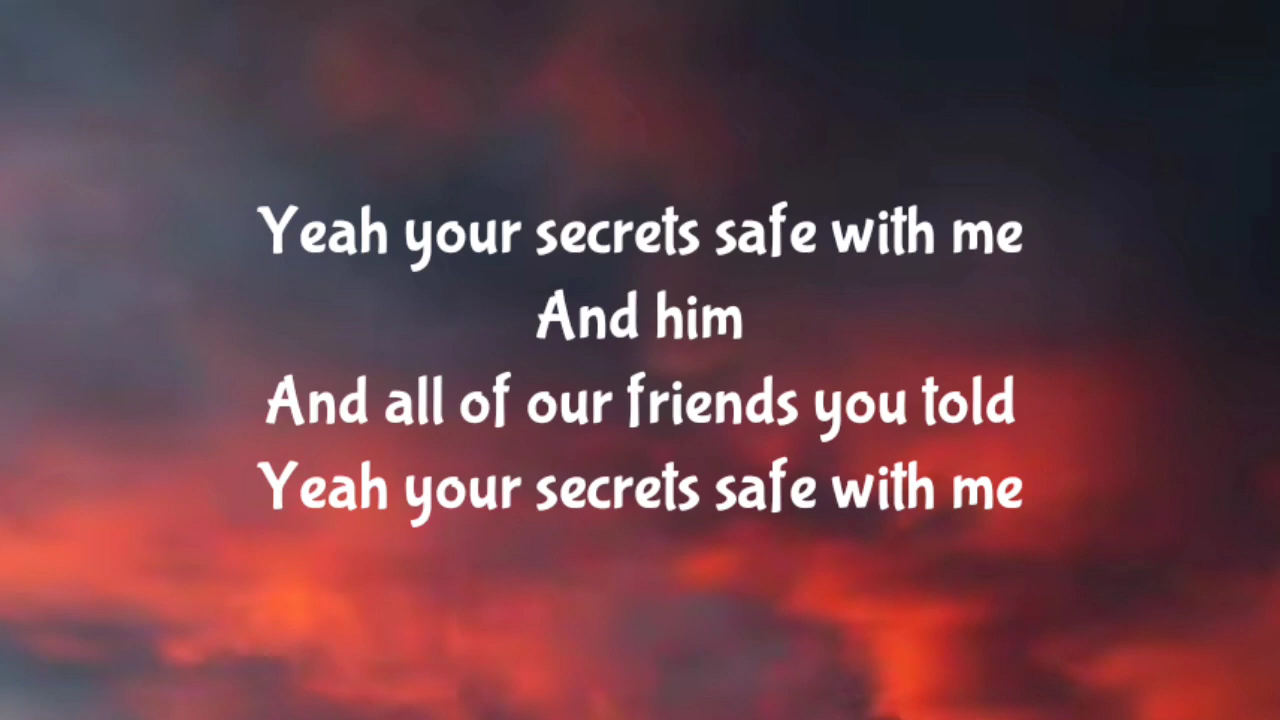 Yeah your secrets safe with me
And him
And all of our friends you told
Yeah your secrets safe with me